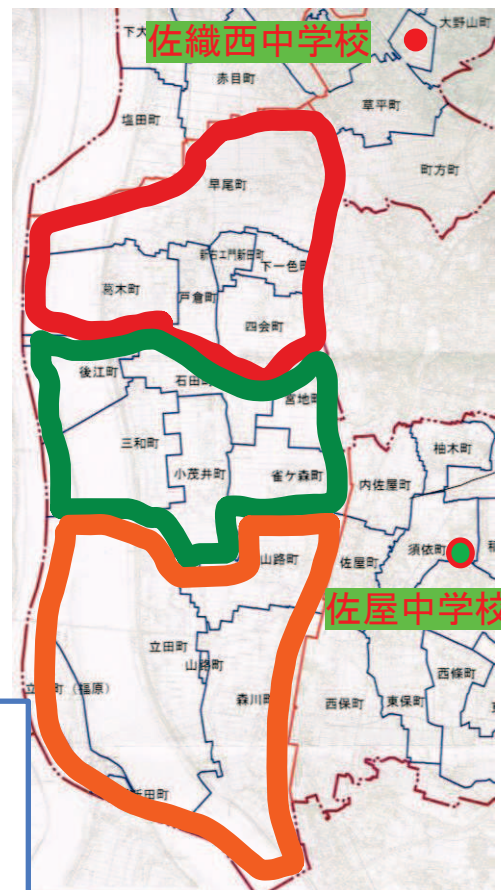 大野山町
下大
佐織西中学校
赤目町
草平町
塩田町
町方町
早尾町
新右エ門新田町
下一色町
葛木町
戸倉町
四会町
後江町
石田町
宮地町
三和町
小茂井町
雀ケ森町
柚木町
内佐屋町
須依町
佐屋町
山路町
佐屋中学校
立田町
山路町
西條町
立田町(福原)
森川町
西保町
東保町